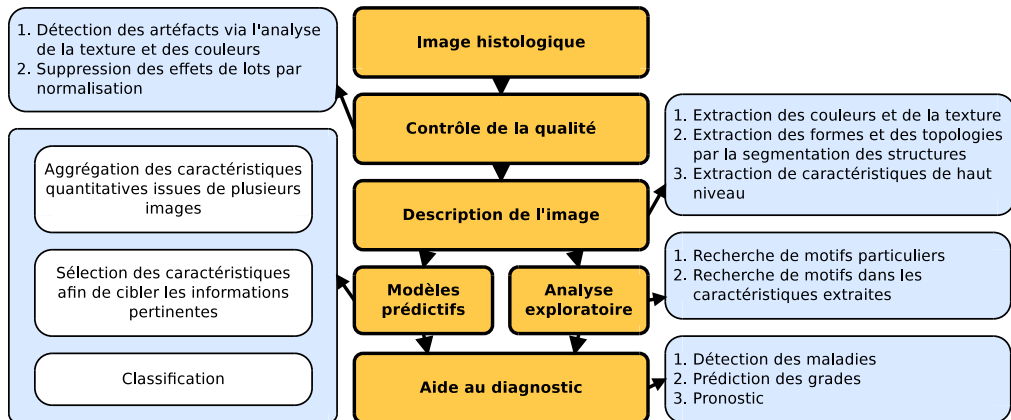 Image histologique
1. Détection des artéfacts via l'analyse
de la texture et des couleurs
2. Suppression des effets de lots par
normalisation
Contrôle de la qualité
1. Extraction des couleurs et de la texture
2. Extraction des formes et des topologies
par la segmentation des structures
3. Extraction de caractéristiques de haut
niveau
Description de l'image
Aggrégation des caractéristiques
quantitatives issues de plusieurs
images
Sélection des caractéristiques
afin de cibler les informations
pertinentes
Classification
Modèles
prédictifs
Analyse
exploratoire
1. Recherche de motifs particuliers
2. Recherche de motifs dans les
caractéristiques extraites
Aide au diagnostic
1. Détection des maladies
2. Prédiction des grades
3. Pronostic